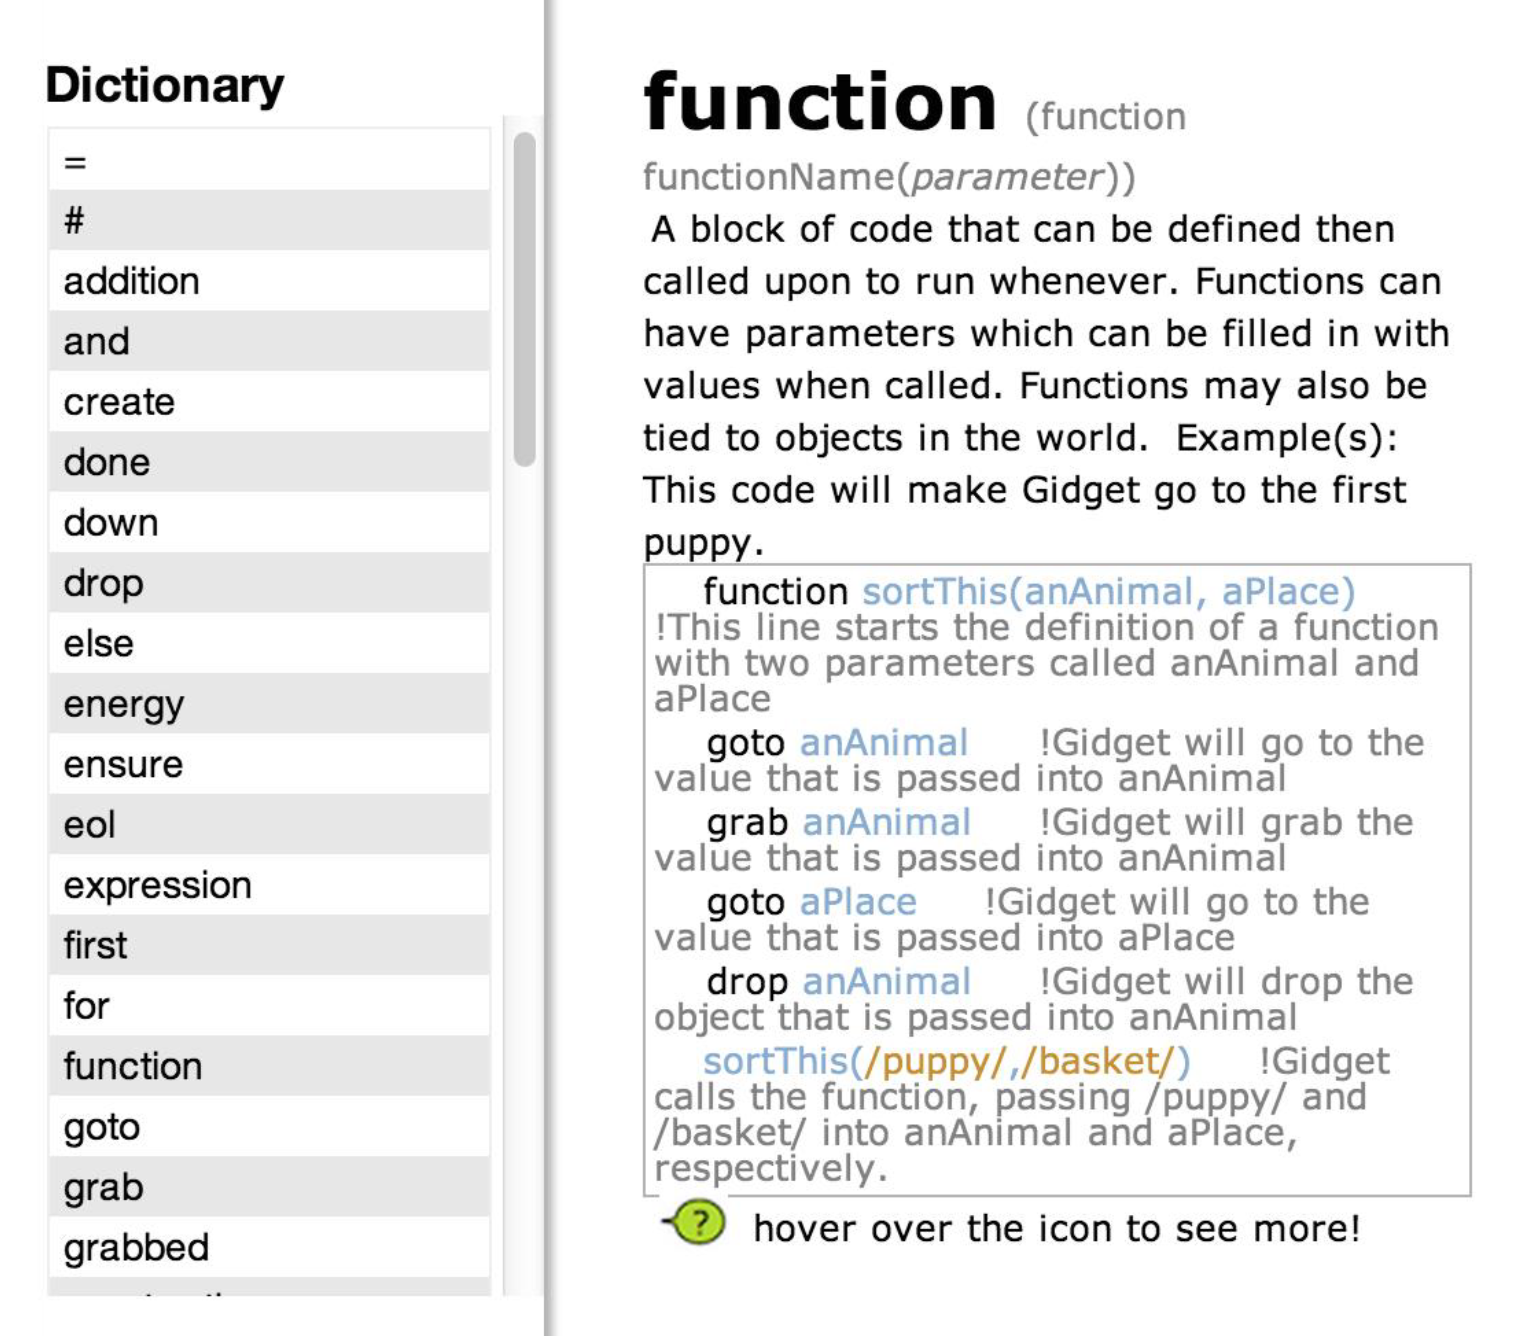 Dictionary
=
#
addition
and
create
done
down
drop
else
energy
ensure
eol
expression
first
for
function
goto
grab
grabbed
function (function
functionName(parameter))
A block of code that can be defined then
called upon to run whenever. Functions can
have parameters which can be filled in with
values when called. Functions may also be
tied to objects in the world. Example(s):
This code will make Gidget go to the first
puppy.
function sortThis(anAnimal, aPlace)
!This line starts the definition of a function
with two parameters called anAnimal and
aPlace
goto anAnimal !Gidget will go to the
value that is passed into anAnimal
grab anAnimal !Gidget will grab the
value that is passed into anAnimal
goto aPlace !Gidget will go to the
value that is passed into aPlace
drop anAnimal !Gidget will drop the
object that is passed into anAnimal
sortThis(/puppy/,/basket/) !Gidget
calls the function, passing /puppy/ and
/basket/ into anAnimal and aPlace,
respectively.
? hover over the icon to see more!